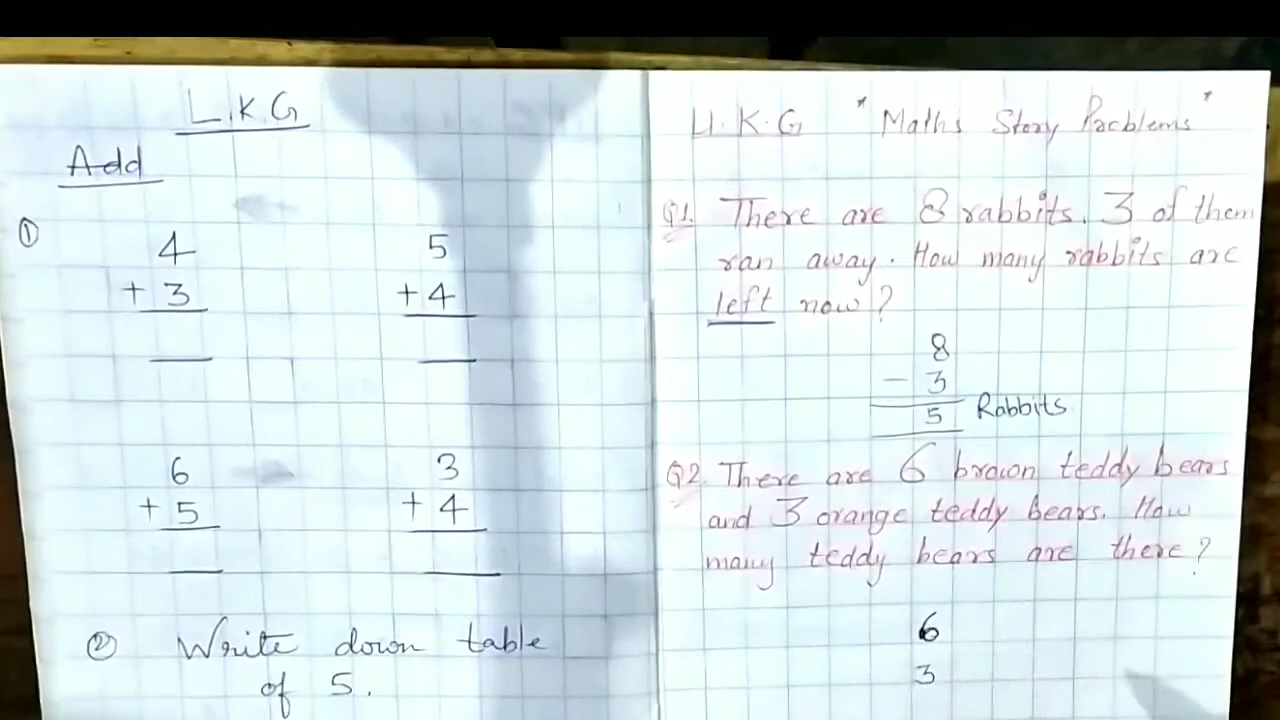 L.K.G
Add
① 4 5
+ 3 + 4
6 3
+ 5 + 4
② Write down table
of 5.
U.K.G "Maths Story Problems"
Q1. There are 8 rabbits. 3 of them
ran away. How many rabbits are
left now?
8
- 3
5 Rabbits
Q2. There are 6 brown teddy bears
and 3 orange teddy bears. How
many teddy bears are there?
6
3